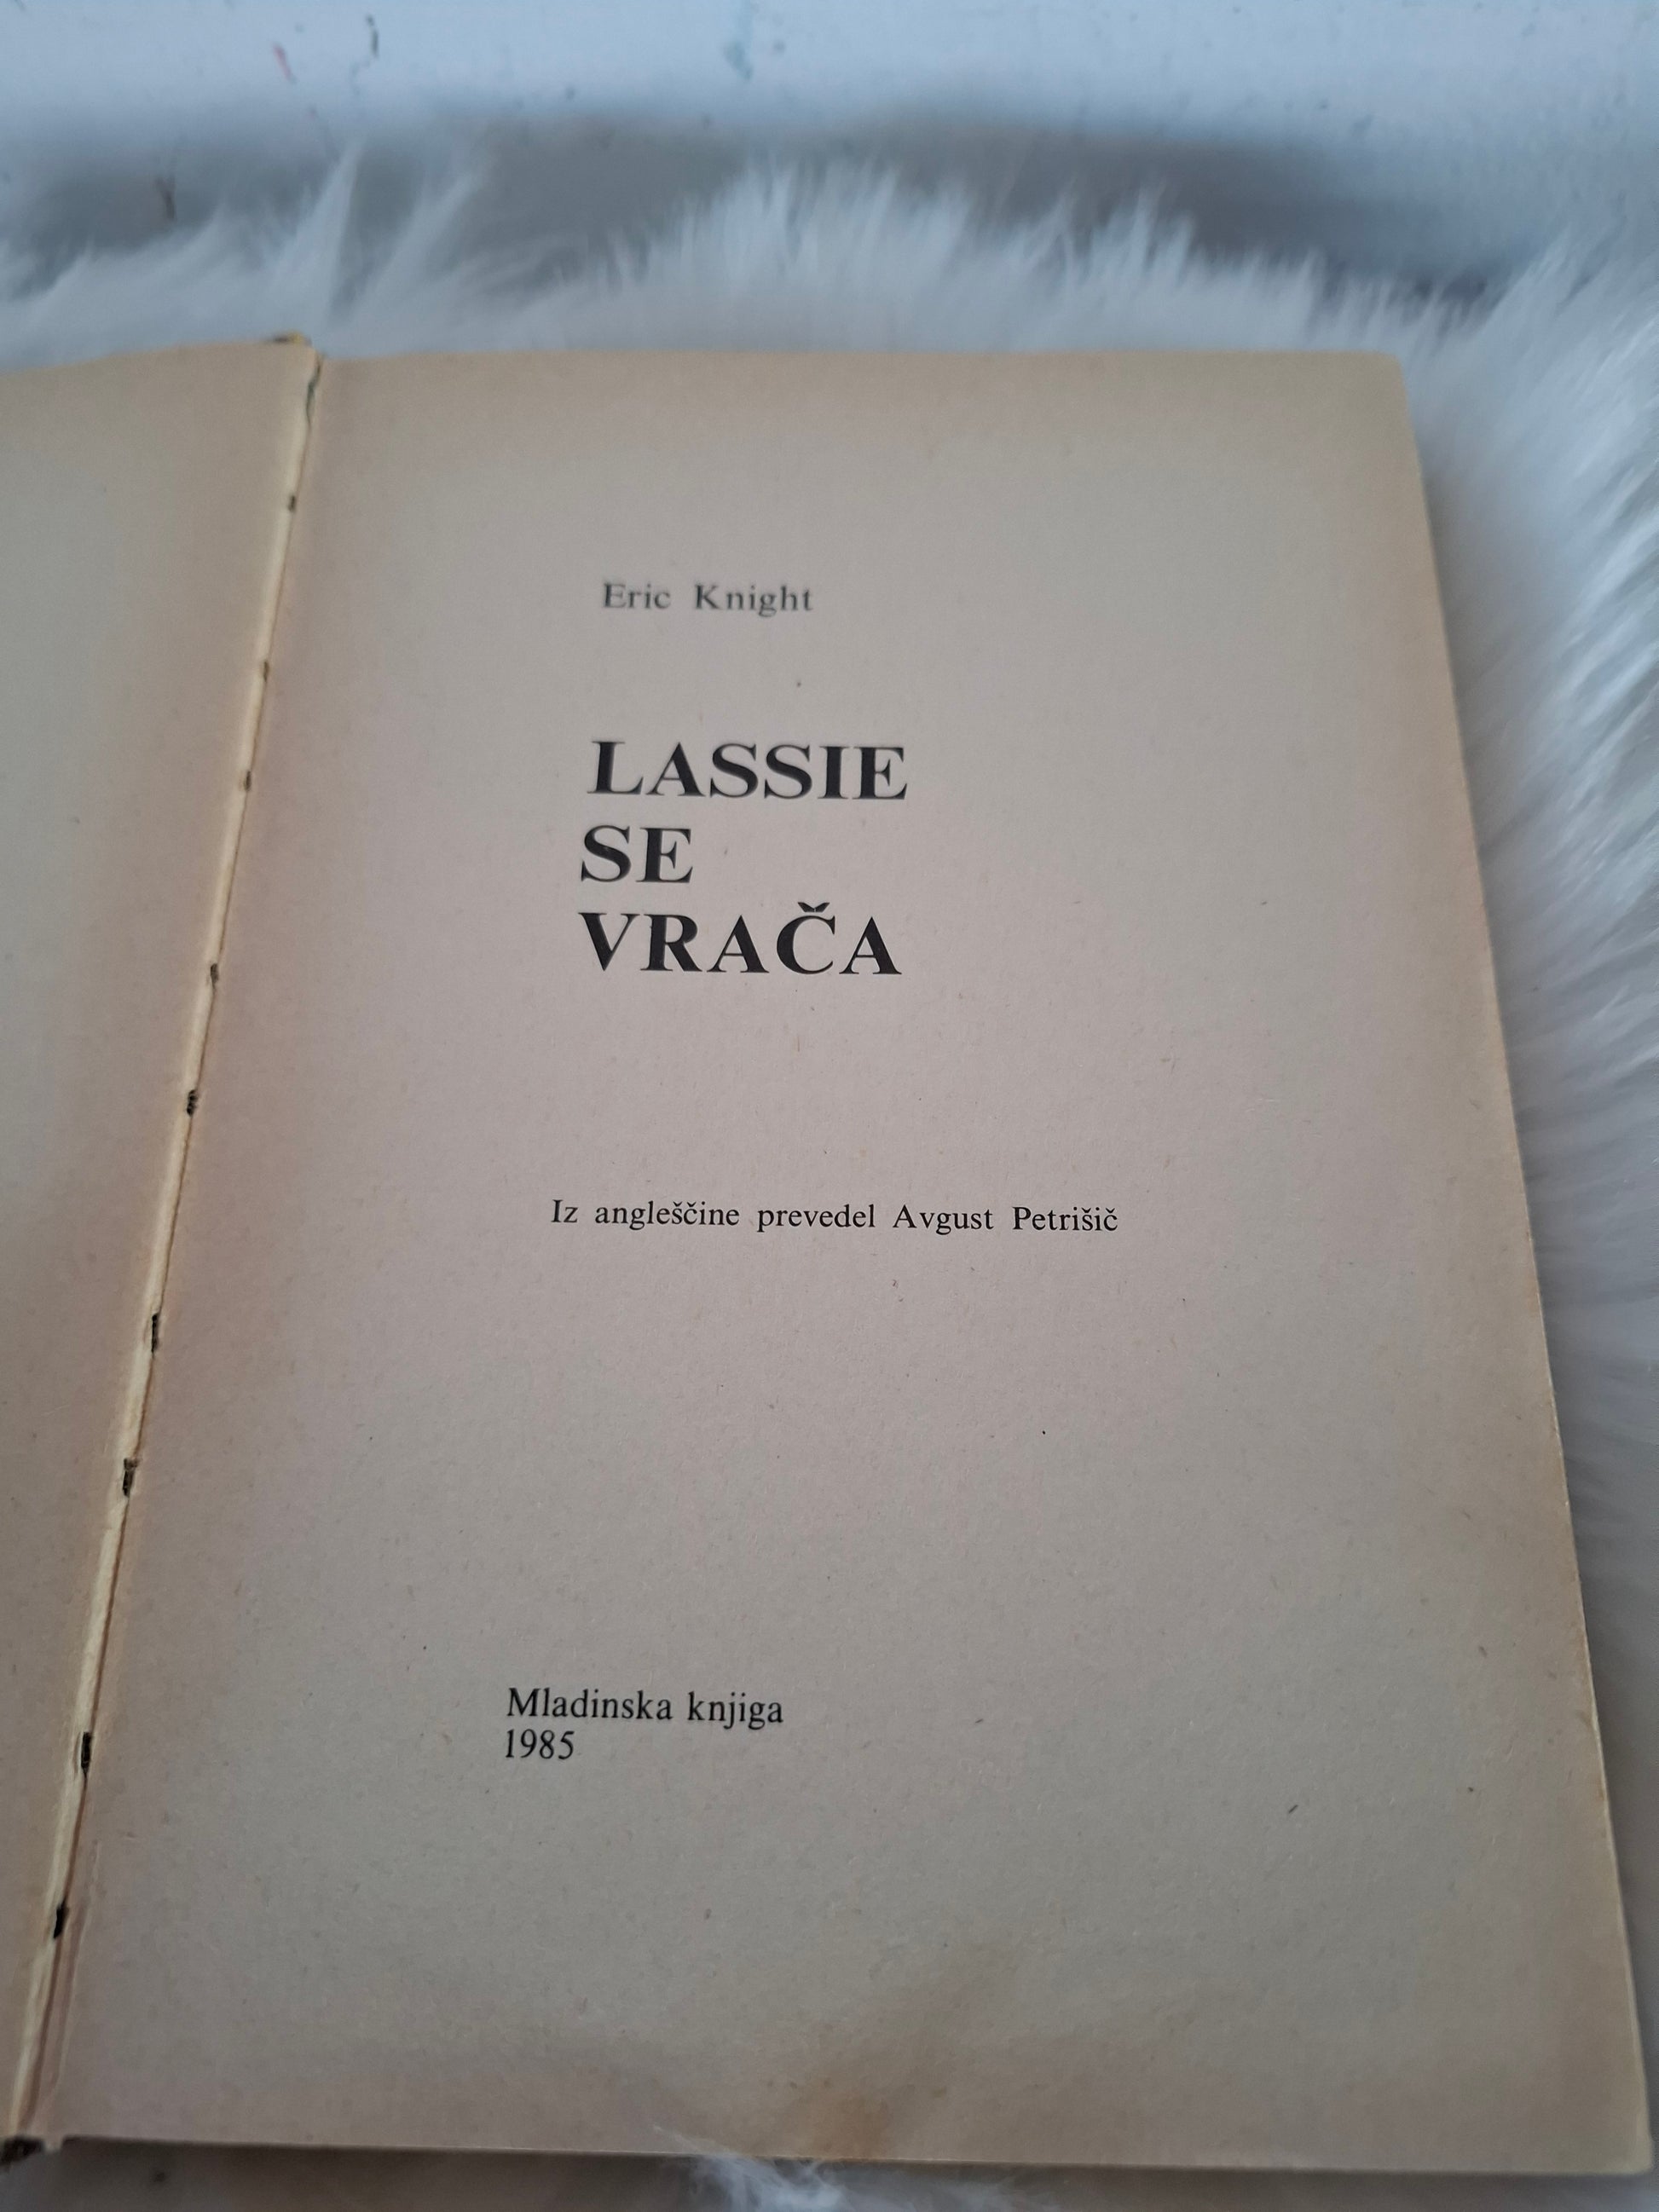 Eric Knight
LASSIE
SE
VRAČA
Iz angleščine prevedel Avgust Petrišič
Mladinska knjiga
1985